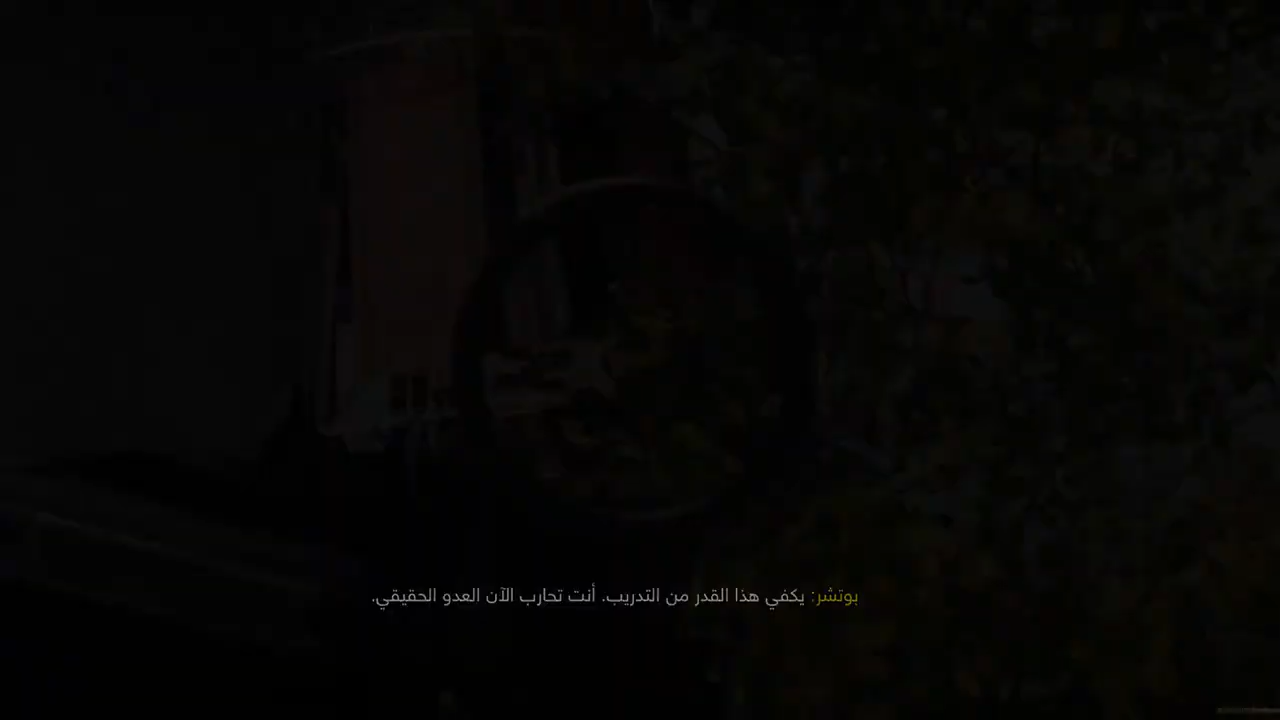 بوتشر: يكفي هذا القدر من التدريب. أنت تحارب الآن العدو الحقيقي.